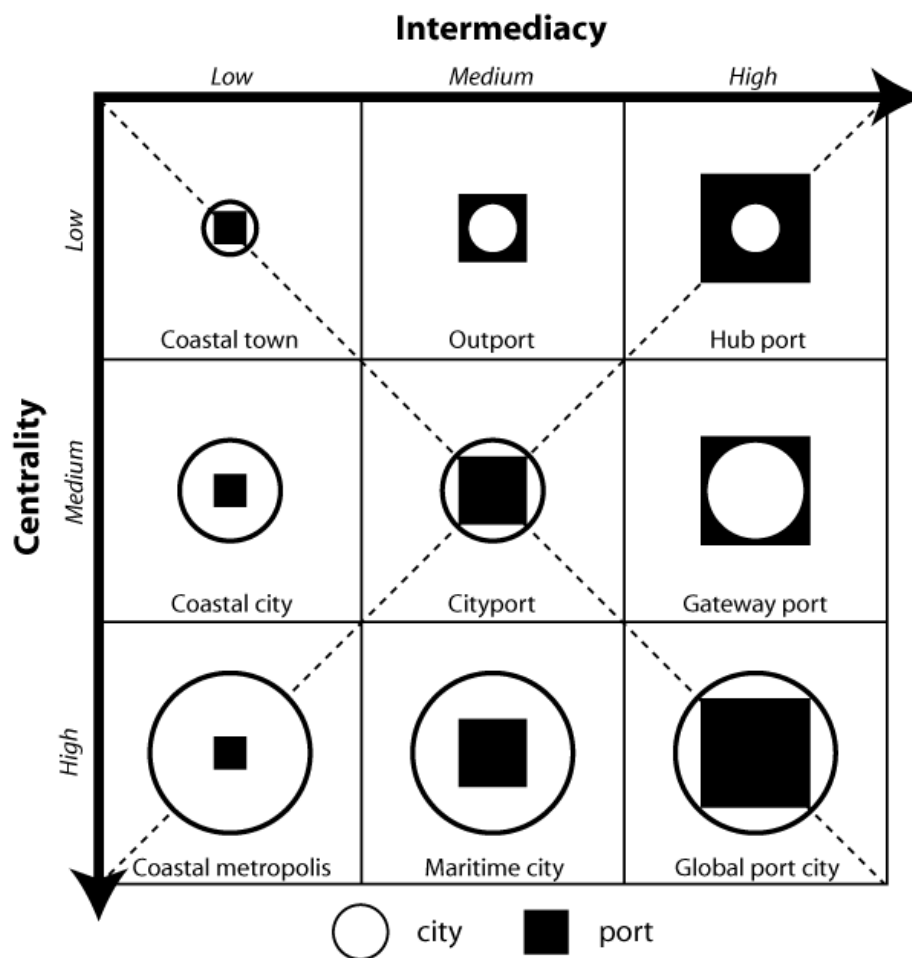 Intermediacy
Low
Medium
High
Centrality
Low
Coastal town
Outport
Hub port
Medium
Coastal city
Cityport
Gateway port
High
Coastal metropolis
Maritime city
Global port city
city
port